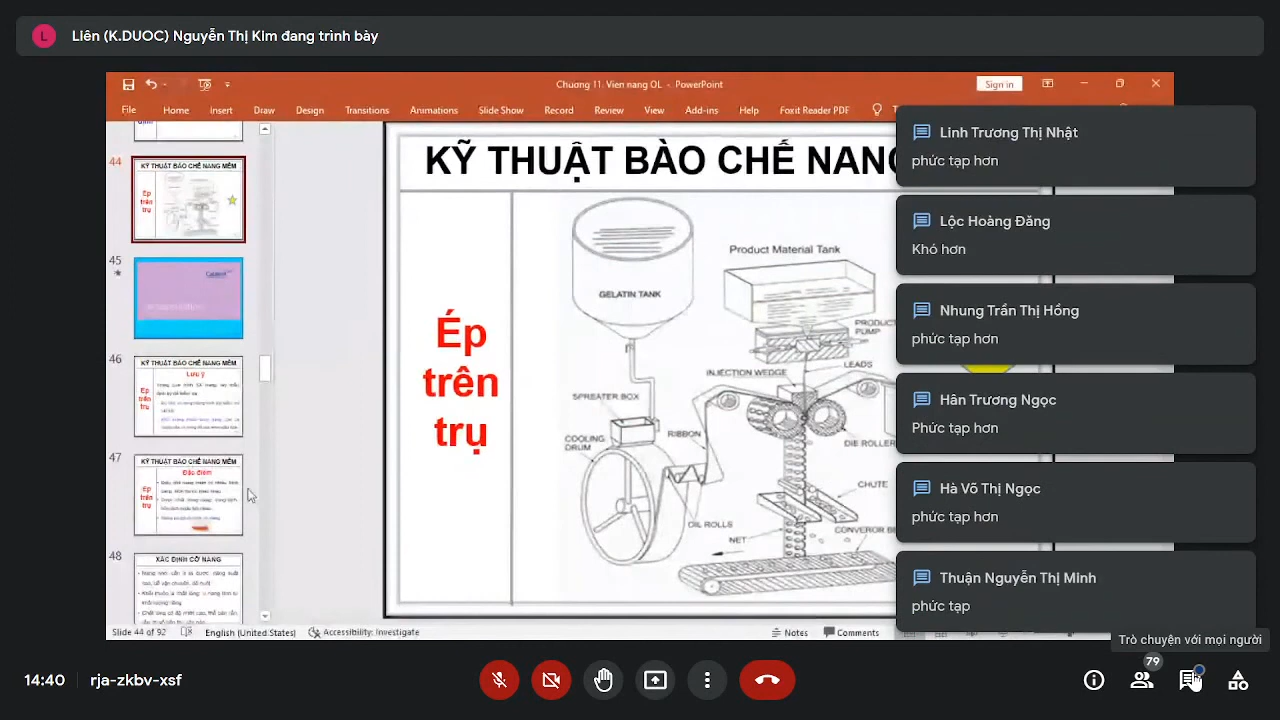 L Liên (K.DUOC) Nguyễn Thị Kim đang trình bày
Chuong 11. Vien nang OL - PowerPoint
Sign in
File Home Insert Draw Design Transitions Animations Slide Show Record Review View Add-ins Help Foxit Reader PDF
44
KỸ THUẬT BÀO CHẾ NANG MỀM
Ép
trên
trụ
45
46
KỸ THUẬT BÀO CHẾ NANG MỀM
Lưu ý
Ép
trên
trụ
47
KỸ THUẬT BÀO CHẾ NANG MỀM
Đặc điểm
Ép
trên
trụ
48
XÁC ĐỊNH CỠ NANG
KỸ THUẬT BÀO CHẾ NANG
Ép
trên
trụ
GELATIN TANK
Product Material Tank
PRODUCT
PUMP
LEADS
INJECTION WEDGE
SPREATER BOX
RIBBON
COOLING
DRUM
DIE ROLLER
CHUTE
OIL ROLLS
NET
CONVEROR BE
Linh Trương Thị Nhật
phức tạp hơn
Lộc Hoàng Đăng
Khó hơn
Nhung Trần Thị Hồng
phức tạp hơn
Hân Trương Ngọc
Phức tạp hơn
Hà Võ Thị Ngọc
phức tạp hơn
Thuận Nguyễn Thị Minh
phức tạp
Slide 44 of 92 English (United States) Accessibility: Investigate Notes Comments
Trò chuyện với mọi người
14:40 rja-zkbv-xsf
79